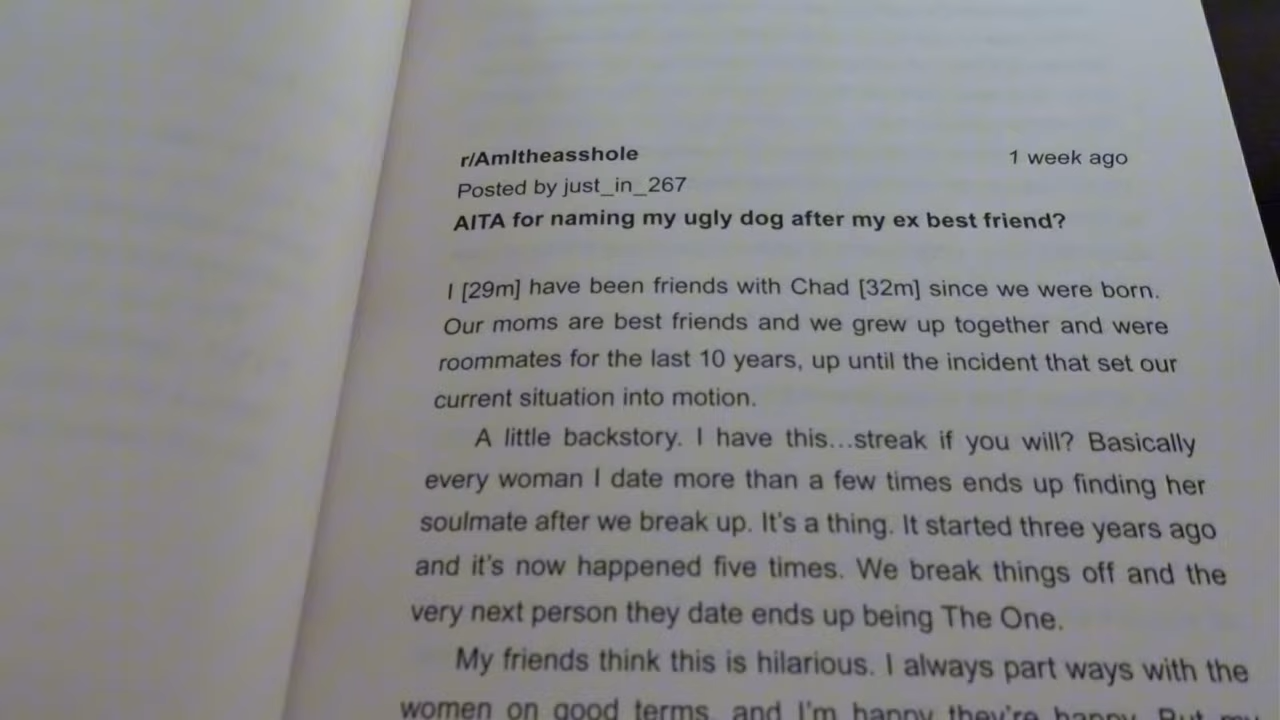 r/AmItheasshole 1 week ago
Posted by just_in_267
AITA for naming my ugly dog after my ex best friend?
I [29m] have been friends with Chad [32m] since we were born.
Our moms are best friends and we grew up together and were
roommates for the last 10 years, up until the incident that set our
current situation into motion.
A little backstory. I have this...streak if you will? Basically
every woman I date more than a few times ends up finding her
soulmate after we break up. It's a thing. It started three years ago
and it's now happened five times. We break things off and the
very next person they date ends up being The One.
My friends think this is hilarious. I always part ways with the
women on good terms, and I'm happy they're happy. But my